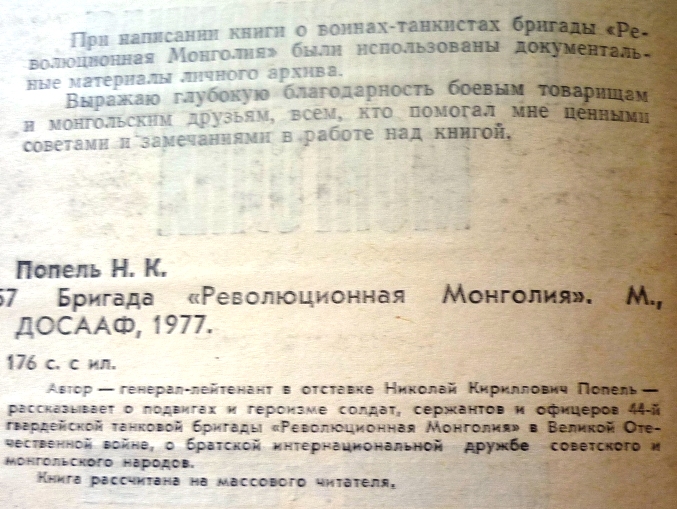 При написании книги о воинах-танкистах бригады «Ре-
волюционная Монголия» были использованы документаль-
ные материалы личного архива.
Выражаю глубокую благодарность боевым товарищам
и монгольским друзьям, всем, кто помогал мне ценными
советами и замечаниями в работе над книгой.
Попель Н. К.
57 Бригада «Революционная Монголия». М.,
ДОСААФ, 1977.
176 с. с ил.
Автор — генерал-лейтенант в отставке Николай Кириллович Попель —
рассказывает о подвигах и героизме солдат, сержантов и офицеров 44-й
гвардейской танковой бригады «Революционная Монголия» в Великой Оте-
чественной войне, о братской интернациональной дружбе советского и
монгольского народов.
Книга рассчитана на массового читателя.